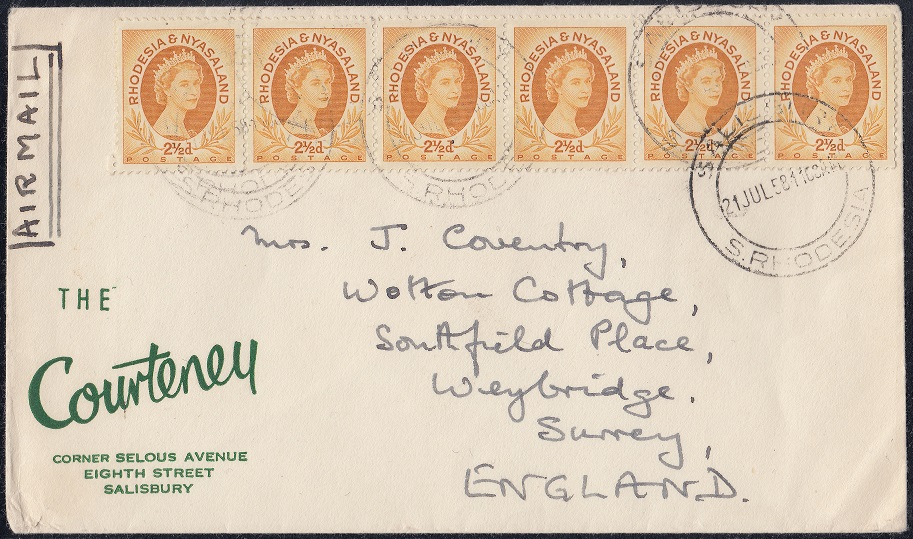 RHODESIA & NYASALAND
2½d
POSTAGE
RHODESIA & NYASALAND
2½d
POSTAGE
RHODESIA & NYASALAND
2½d
POSTAGE
RHODESIA & NYASALAND
2½d
POSTAGE
RHODESIA & NYASALAND
2½d
POSTAGE
RHODESIA & NYASALAND
2½d
POSTAGE
21 JUL 58
S.RHODESIA
AIR MAIL
Mrs. J. Coventry,
Wotton Cottage,
Southfield Place,
Weybridge.
Surrey,
ENGLAND.
THE
Courteney
CORNER SELOUS AVENUE
EIGHTH STREET
SALISBURY